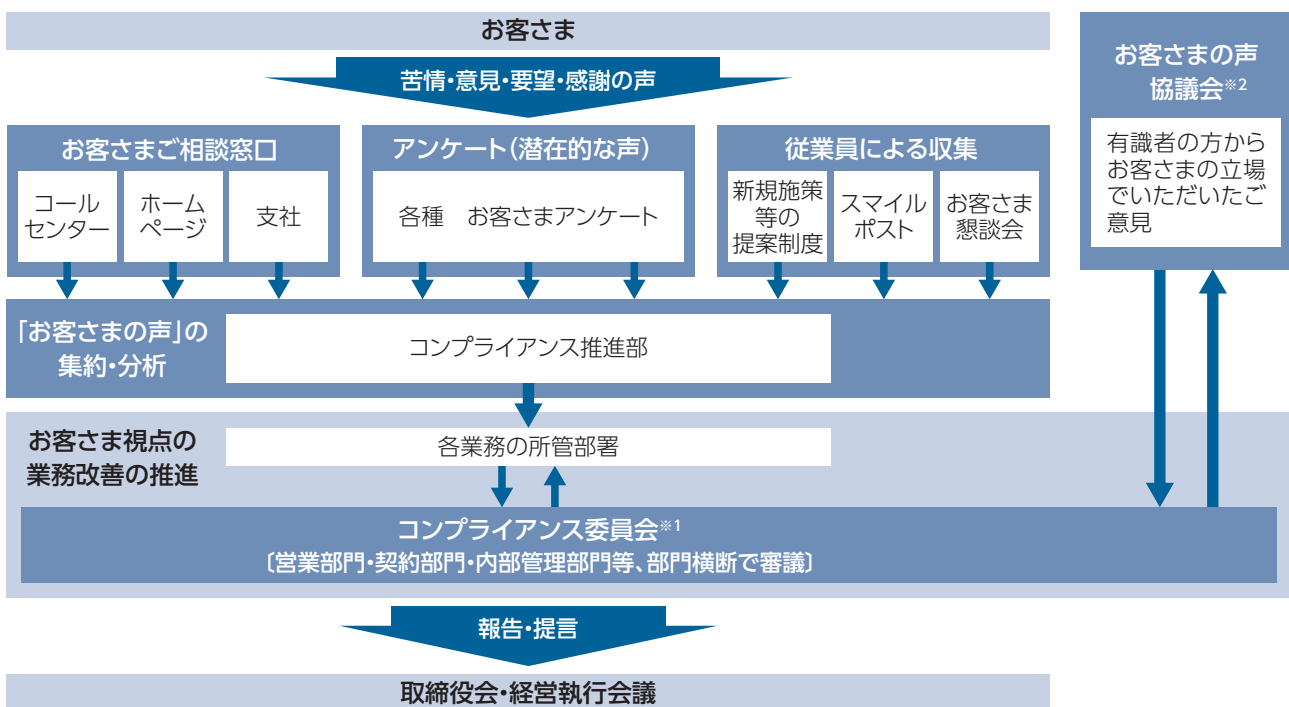 お客さま
苦情・意見・要望・感謝の声
お客さまご相談窓口
コール
センター
ホーム
ページ
支社
アンケート（潜在的な声）
各種　お客さまアンケート
従業員による収集
新規施策
等の
提案制度
スマイル
ポスト
お客さま
懇談会
お客さまの声
協議会※2
有識者の方から
お客さまの立場
でいただいたご
意見
「お客さまの声」の
集約・分析
コンプライアンス推進部
お客さま視点の
業務改善の推進
各業務の所管部署
コンプライアンス委員会※1
〔営業部門・契約部門・内部管理部門等、部門横断で審議〕
報告・提言
取締役会・経営執行会議